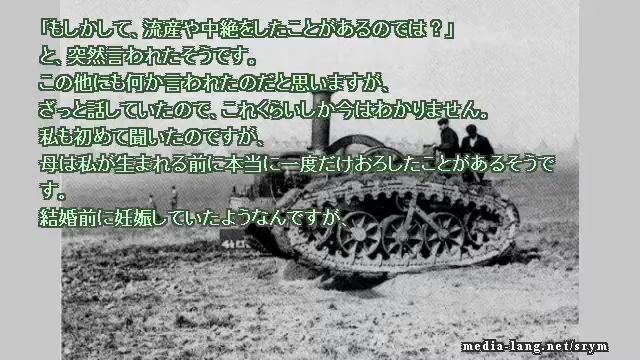 「もしかして、流産や中絶をしたことがあるのでは？」
と、突然言われたそうです。
この他にも何か言われたのだと思いますが、
ざっと話していたので、これくらいしか今はわかりません。
私も初めて聞いたのですが、
母は私が生まれる前に本当に一度だけおろしたことがあるそうで
す。
結婚前に妊娠していたようなんですが、
media-lang.net/srym